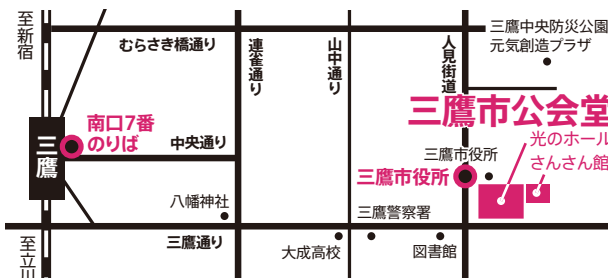 至新宿
むらさき橋通り
連雀通り
山中通り
人見街道
三鷹中央防災公園
元気創造プラザ
三鷹市公会堂
光のホール
さんさん館
南口7番
のりば
三鷹
中央通り
三鷹市役所
三鷹市役所
八幡神社
三鷹警察署
三鷹通り
至立川
大成高校
図書館